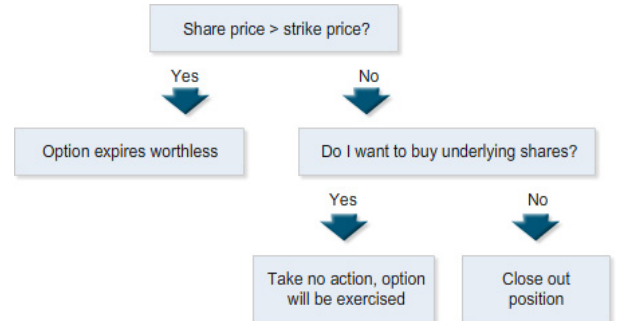 Share price > strike price?
Yes
No
Option expires worthless
Do I want to buy underlying shares?
Yes
No
Take no action, option
will be exercised
Close out
position